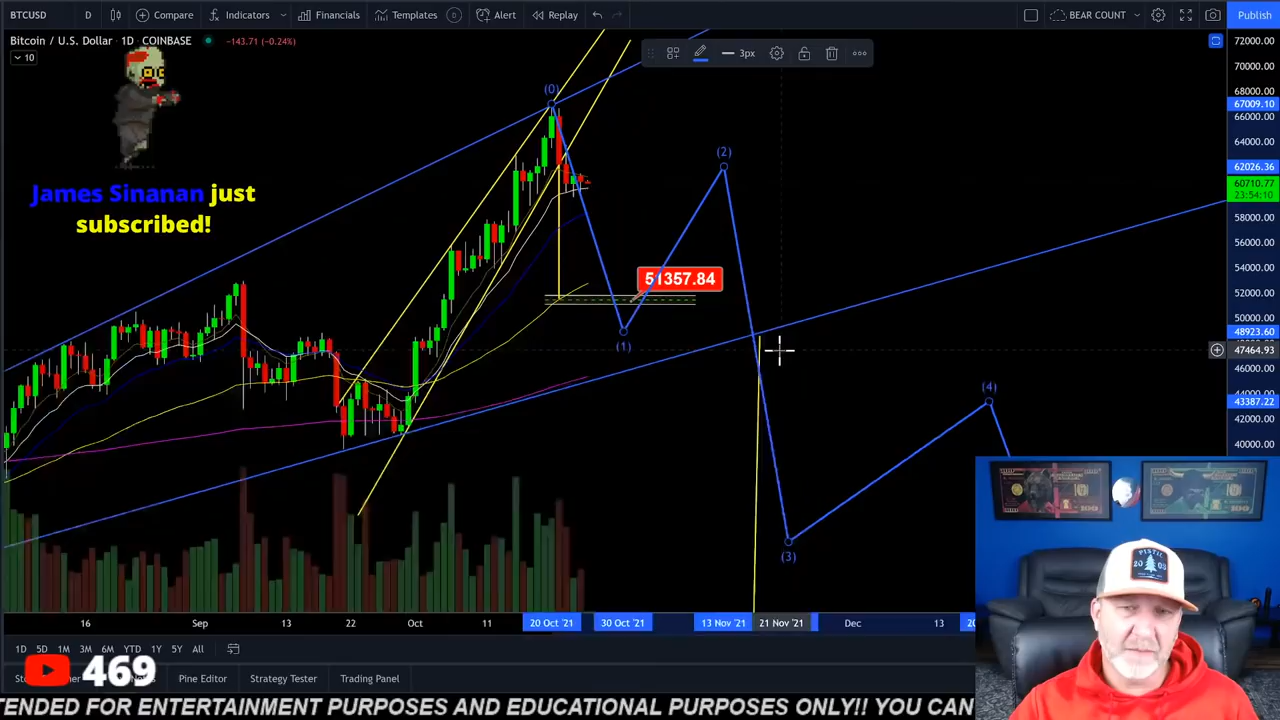 BTCUSD D Compare Indicators Financials Templates Alert Replay BEAR COUNT Publish
Bitcoin / U.S. Dollar 1D COINBASE −143.71 (−0.24%)
10
3px
72000.00
70000.00
68000.00
67009.10
66000.00
64000.00
62026.36
60710.77
23:54:10
58000.00
56000.00
54000.00
52000.00
50000.00
48923.60
47464.93
46000.00
43387.22
42000.00
40000.00
James Sinanan just
subscribed!
(0)
(2)
51357.84
(1)
(4)
(3)
16 Sep 13 22 Oct 11 20 Oct '21 30 Oct '21 13 Nov '21 21 Nov '21 Dec 13
1D 5D 1M 3M 6M YTD 1Y 5Y All
469
Pine Editor Strategy Tester Trading Panel
PISTIC
20 05
TENDED FOR ENTERTAINMENT PURPOSES AND EDUCATIONAL PURPOSES ONLY!! YOU CAN